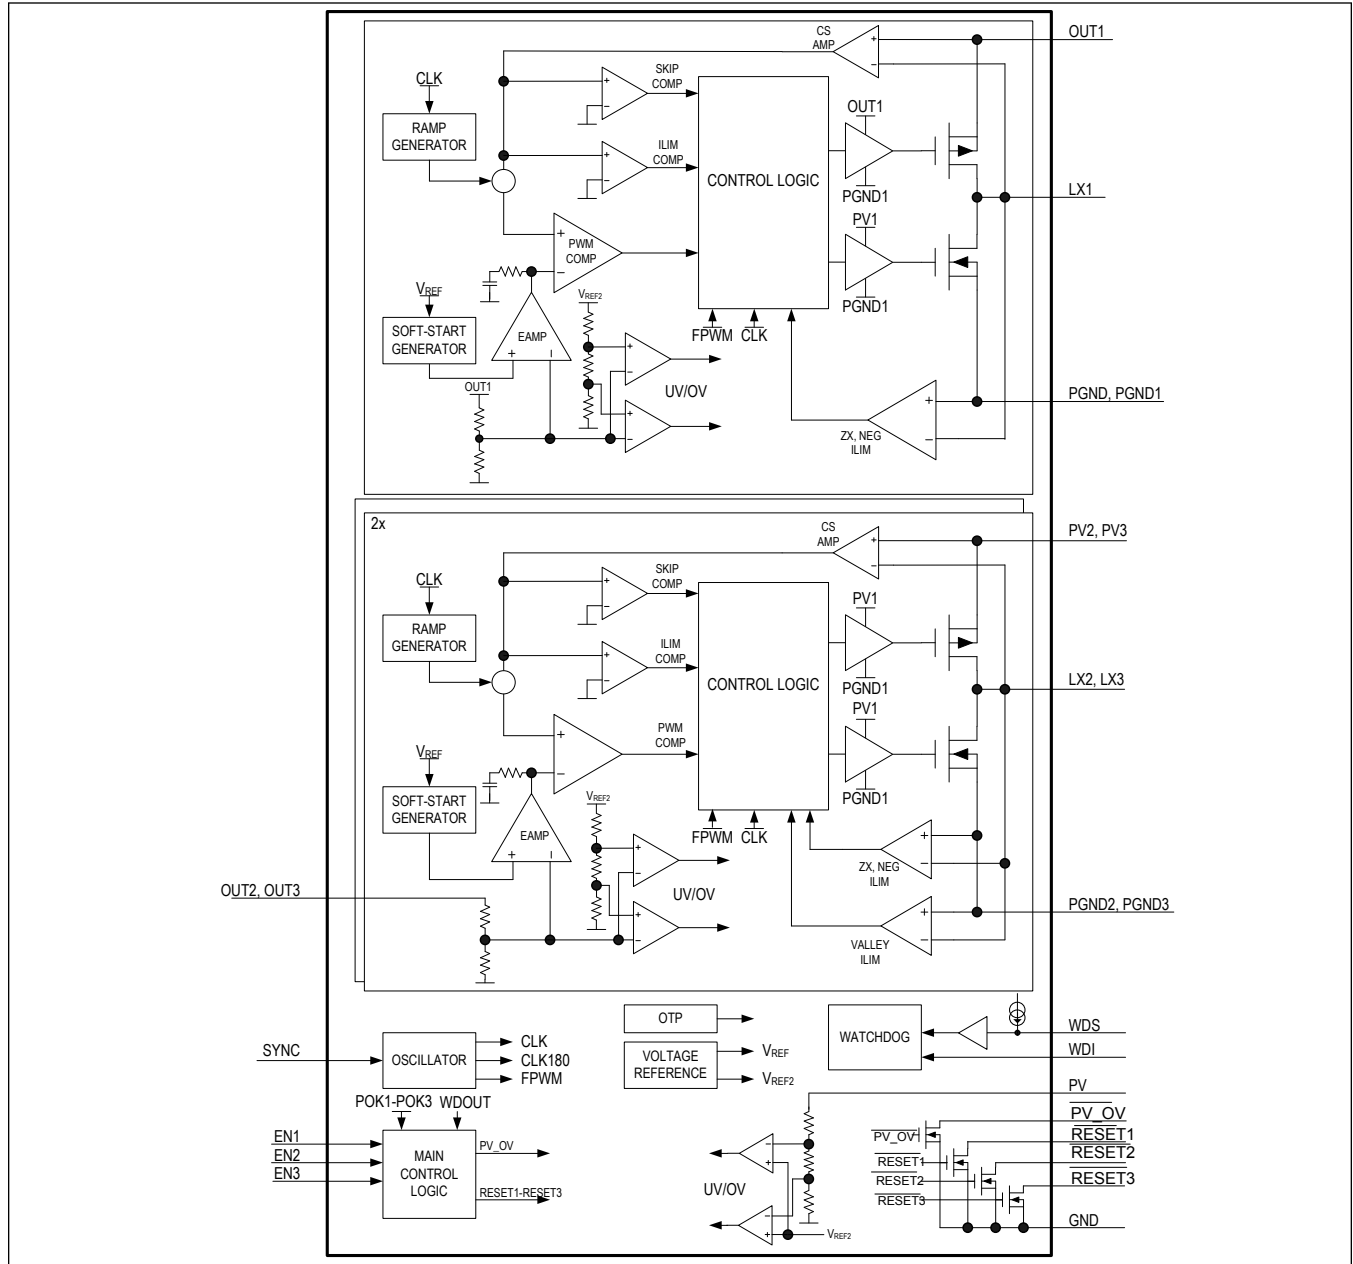 CS
AMP
+
−
OUT1
CLK
RAMP
GENERATOR
+
−
SKIP
COMP
+
−
ILIM
COMP
CONTROL LOGIC
OUT1
PGND1
LX1
PV1
PGND1
+
−
PWM
COMP
VREF
SOFT-START
GENERATOR
EAMP
+
−
VREF2
+
−
+
−
UV/OV
FPWM
CLK
OUT1
+
−
ZX, NEG
ILIM
PGND, PGND1
2x
CS
AMP
+
−
PV2, PV3
CLK
RAMP
GENERATOR
+
−
SKIP
COMP
+
−
ILIM
COMP
CONTROL LOGIC
PV1
PGND1
LX2, LX3
PV1
PGND1
+
−
PWM
COMP
VREF
SOFT-START
GENERATOR
EAMP
+
−
VREF2
+
−
+
−
UV/OV
FPWM
CLK
+
−
ZX, NEG
ILIM
OUT2, OUT3
+
−
VALLEY
ILIM
PGND2, PGND3
OTP
WATCHDOG
WDS
WDI
SYNC
OSCILLATOR
CLK
CLK180
FPWM
VOLTAGE
REFERENCE
VREF
VREF2
POK1-POK3
WDOUT
EN1
EN2
EN3
MAIN
CONTROL
LOGIC
PV_OV
RESET1-RESET3
−
+
−
+
UV/OV
VREF2
PV
PV_OV
PV_OV
RESET1
RESET1
RESET2
RESET2
RESET3
RESET3
GND